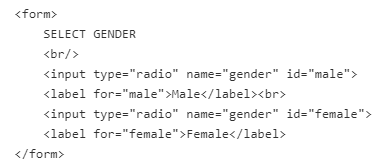 <form>
SELECT GENDER
<br/>
<input type="radio" name="gender" id="male">
<label for="male">Male</label><br>
<input type="radio" name="gender" id="female">
<label for="female">Female</label>
</form>